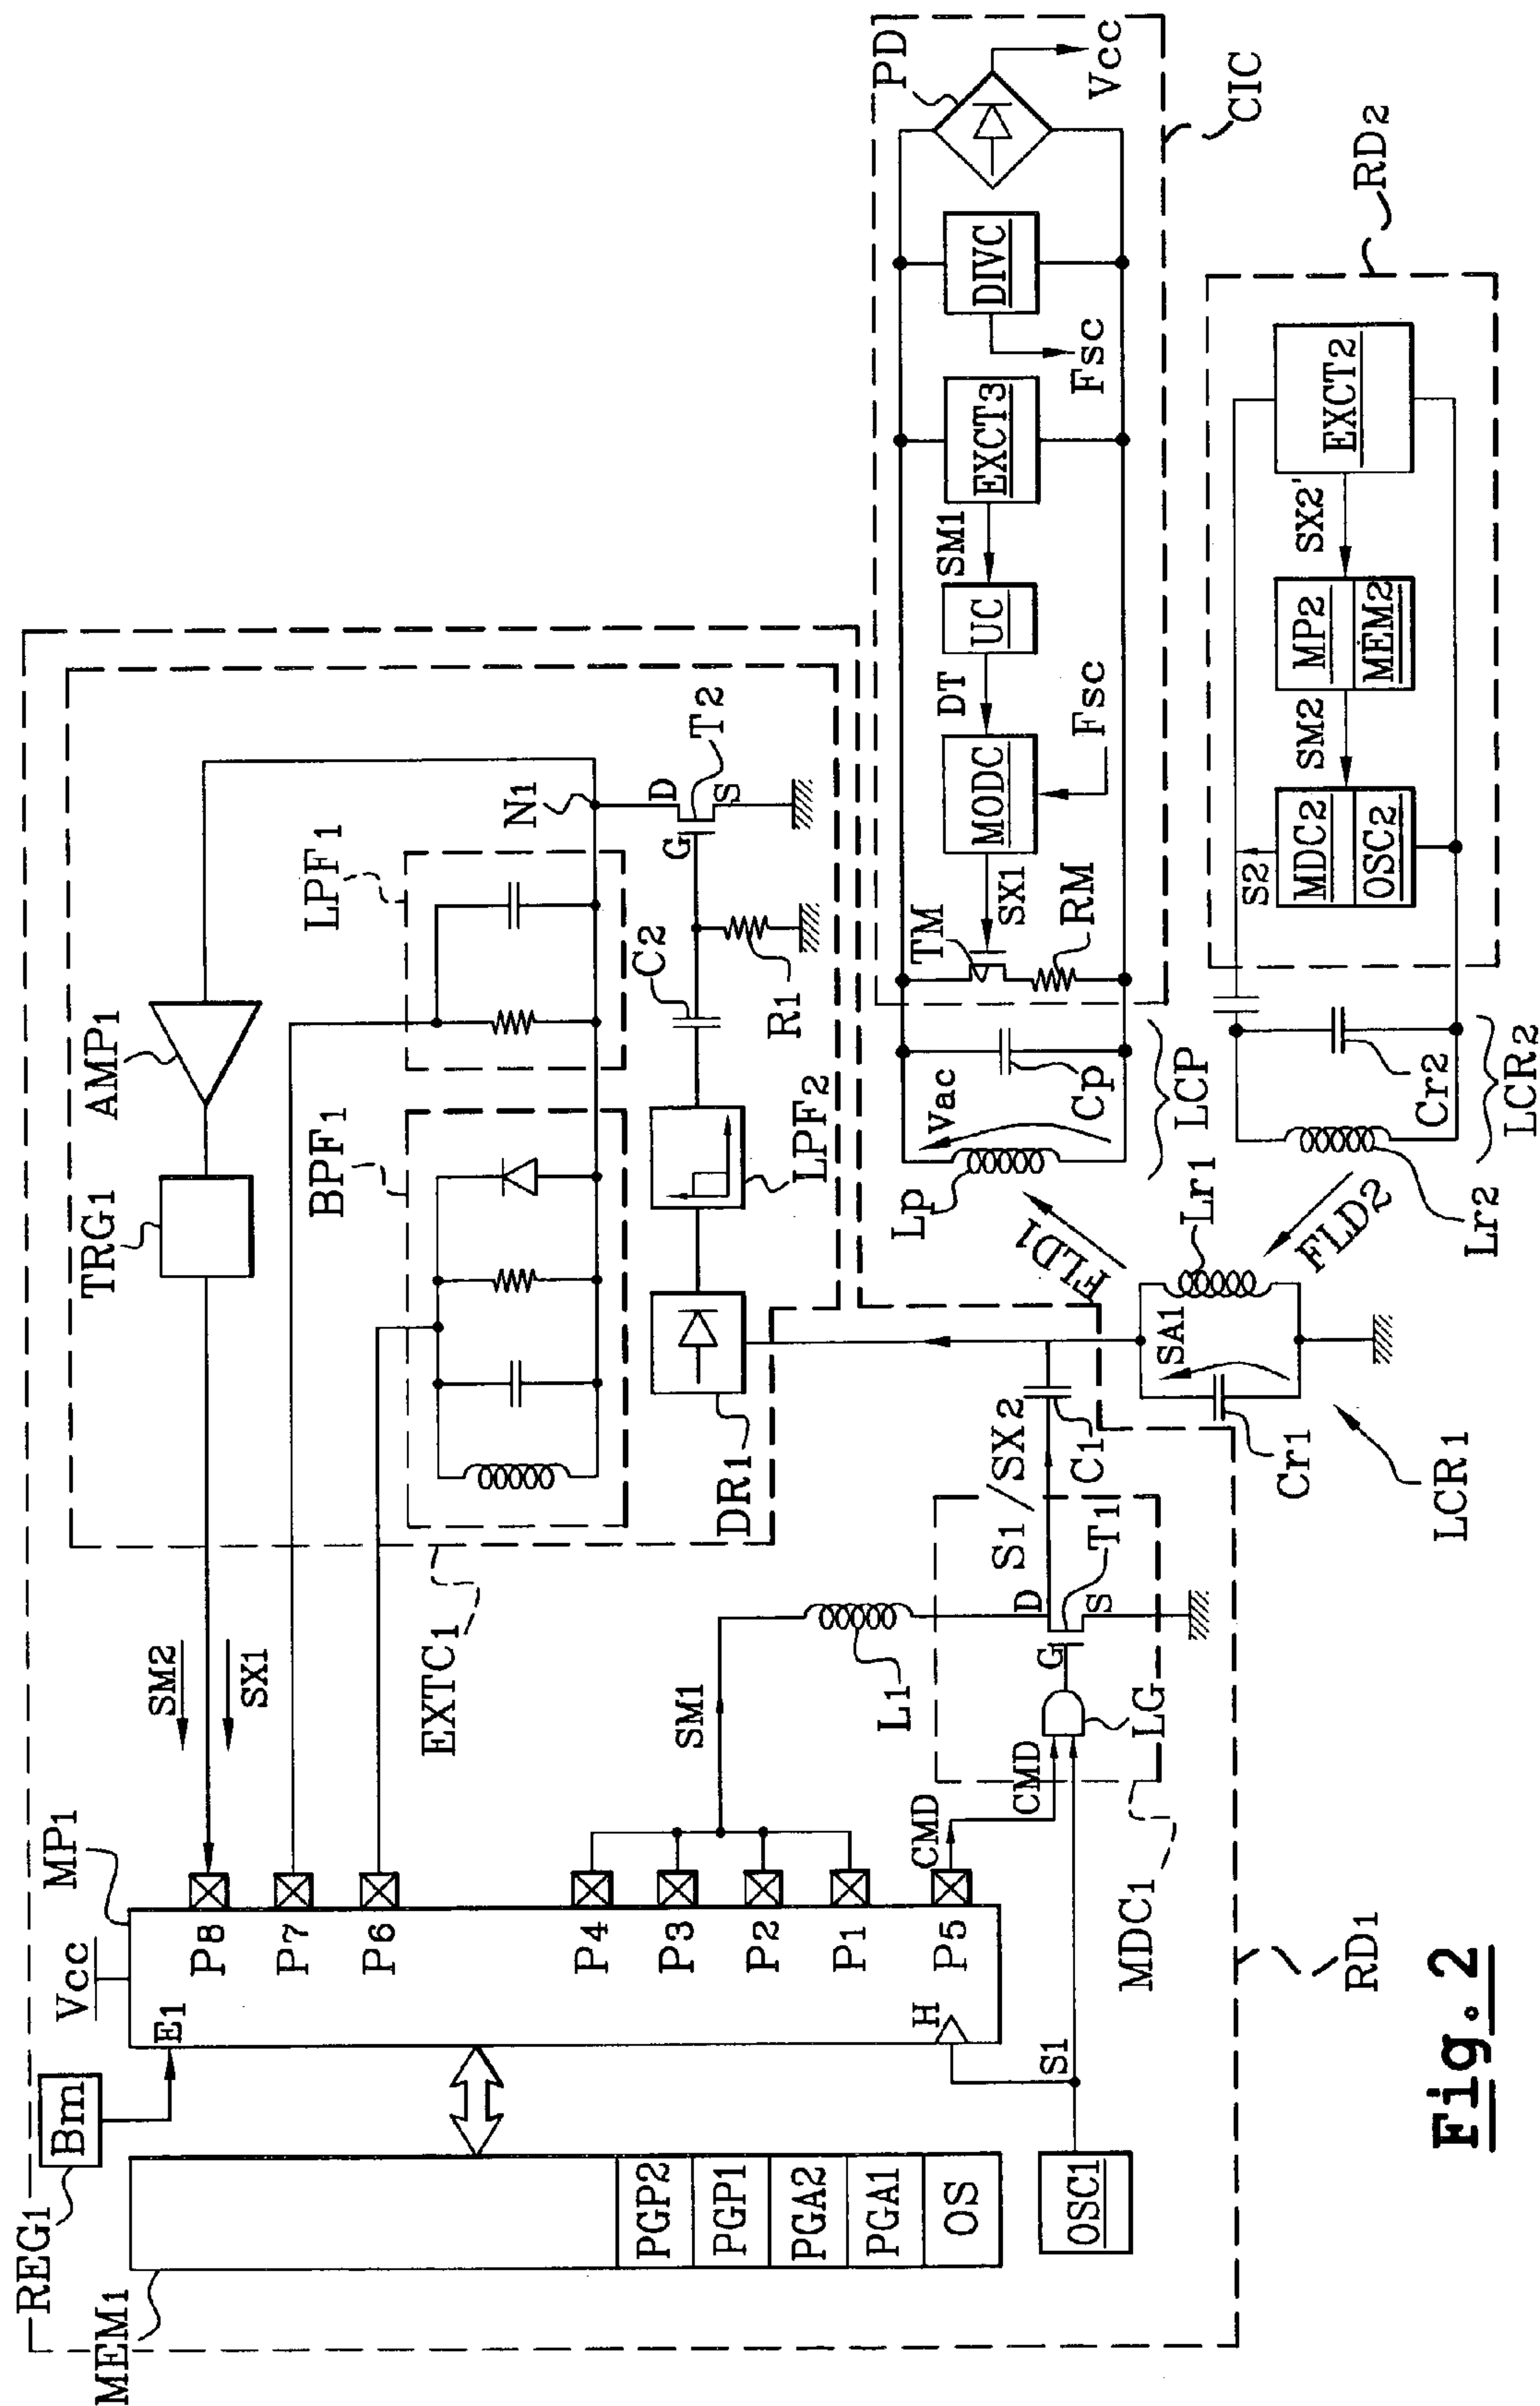 REG1
Bm
MEM1
PGP2
PGP1
PGA2
PGA1
OS
OSC1
S1
Vcc
MP1
E1
H
P8
P7
P6
P4
P3
P2
P1
P5
SM2
SX1
SM1
CMD
CMD
MDC1
RD1
EXTC1
L1
LG
G
D
S
T1
S1/SX2
C1
TRG1
AMP1
BPF1
LPF1
N1
DR1
LPF2
C2
R1
G
D
S
T2
SA1
Cr1
Lr1
LCR1
FLD1
FLD2
Lp
Vac
Cp
LCP
TM
RM
SX1
MODC
Fsc
DT
UC
SM1
EXCT3
DIVC
Fsc
PD
Vcc
CIC
Lr2
Cr2
LCR2
S2
MDC2
OSC2
SM2
MP2
MEM2
SX2'
EXCT2
RD2
Fig. 2